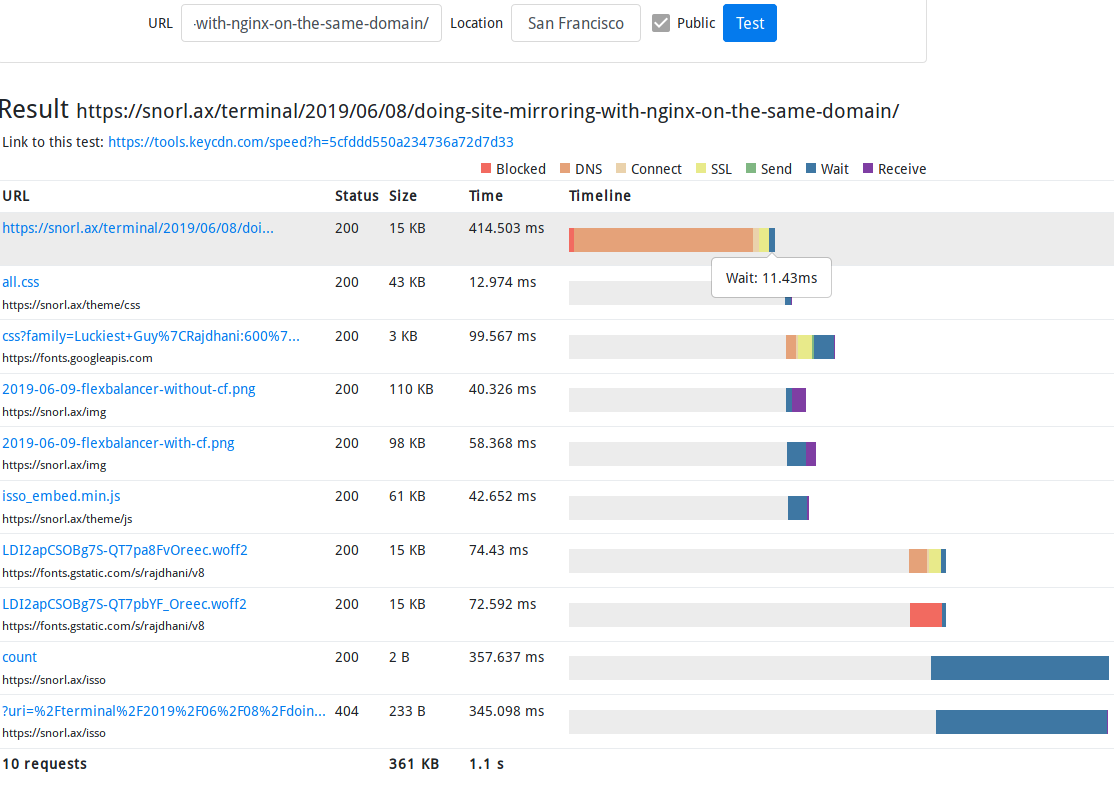 URL -with-nginx-on-the-same-domain/ Location San Francisco Public Test
Result https://snorl.ax/terminal/2019/06/08/doing-site-mirroring-with-nginx-on-the-same-domain/
Link to this test: https://tools.keycdn.com/speed?h=5cfddd550a234736a72d7d33
Blocked DNS Connect SSL Send Wait Receive
URL Status Size Time Timeline
https://snorl.ax/terminal/2019/06/08/doi... 200 15 KB 414.503 ms
Wait: 11.43ms
all.css 200 43 KB 12.974 ms
https://snorl.ax/theme/css
css?family=Luckiest+Guy%7CRajdhani:600%7... 200 3 KB 99.567 ms
https://fonts.googleapis.com
2019-06-09-flexbalancer-without-cf.png 200 110 KB 40.326 ms
https://snorl.ax/img
2019-06-09-flexbalancer-with-cf.png 200 98 KB 58.368 ms
https://snorl.ax/img
isso_embed.min.js 200 61 KB 42.652 ms
https://snorl.ax/theme/js
LDI2apCSOBg7S-QT7pa8FvOreec.woff2 200 15 KB 74.43 ms
https://fonts.gstatic.com/s/rajdhani/v8
LDI2apCSOBg7S-QT7pbYF_Oreec.woff2 200 15 KB 72.592 ms
https://fonts.gstatic.com/s/rajdhani/v8
count 200 2 B 357.637 ms
https://snorl.ax/isso
?uri=%2Fterminal%2F2019%2F06%2F08%2Fdoin... 404 233 B 345.098 ms
https://snorl.ax/isso
10 requests 361 KB 1.1 s